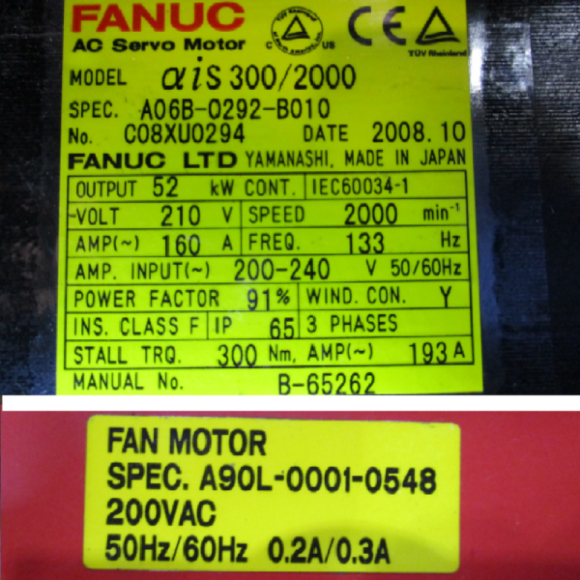 FANUC
AC Servo Motor
C US
TÜV Rheinland
MODEL αiS 300/2000
SPEC. A06B-0292-B010
No. C08XU0294 DATE 2008.10
FANUC LTD YAMANASHI, MADE IN JAPAN
OUTPUT 52 kW CONT. IEC60034-1
VOLT 210 V SPEED 2000 min⁻¹
AMP(~) 160 A FREQ. 133 Hz
AMP. INPUT(~) 200-240 V 50/60Hz
POWER FACTOR 91% WIND. CON. Y
INS. CLASS F IP 65 3 PHASES
STALL TRQ. 300 Nm, AMP(~) 193 A
MANUAL No. B-65262
FAN MOTOR
SPEC. A90L-0001-0548
200VAC
50Hz/60Hz 0.2A/0.3A